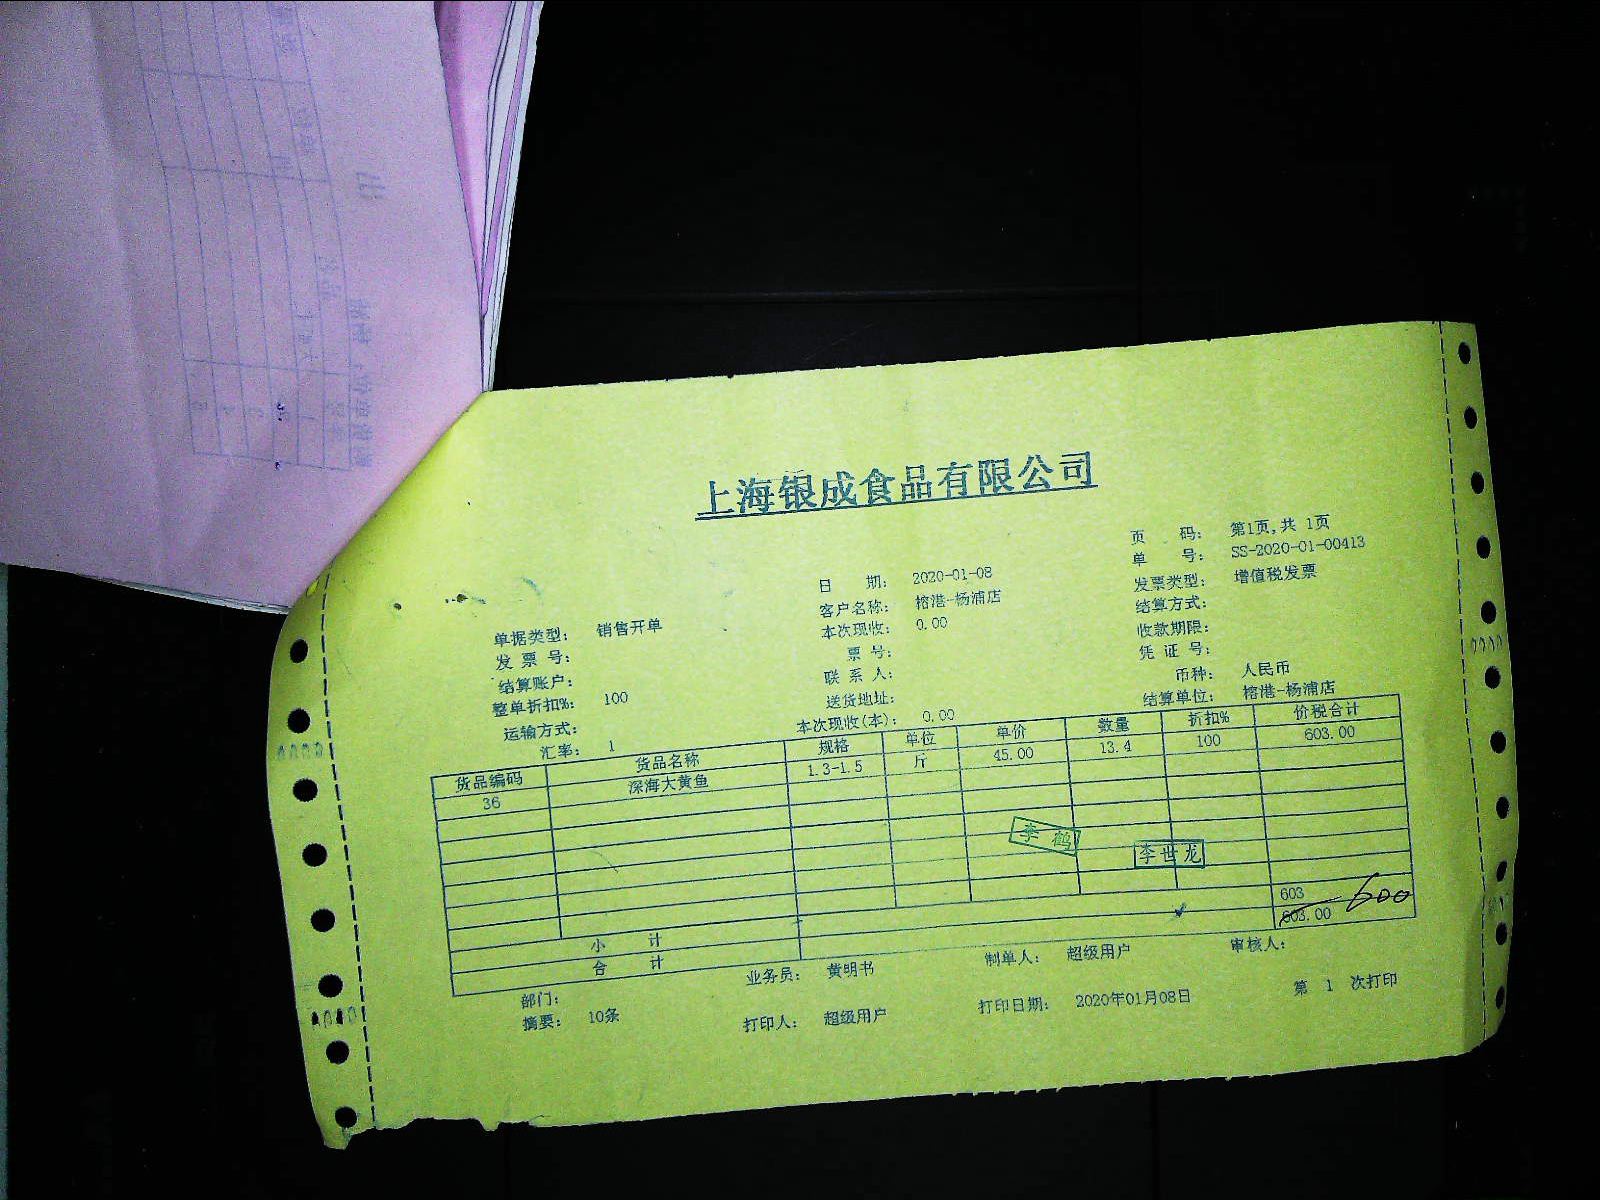 上海银成食品有限公司
页 码: 第1页,共 1页
日 期: 2020-01-08 单 号: SS-2020-01-00413
单据类型: 销售开单 客户名称: 榕港-杨浦店 发票类型: 增值税发票
发 票 号: 本次现收: 0.00 结算方式:
结算账户: 票 号: 收款期限:
整单折扣%: 100 联 系 人: 凭 证 号:
运输方式: 送货地址: 币种: 人民币
汇率: 1 本次现收(本): 0.00 结算单位: 榕港-杨浦店
货品编码 货品名称 规格 单位 单价 数量 折扣% 价税合计
36 深海大黄鱼 1.3-1.5 斤 45.00 13.4 100 603.00
李 鹤
李世龙
小 计 603
合 计 603.00 600
部门: 业务员: 黄明书 制单人: 超级用户 审核人:
摘要: 10条 打印人: 超级用户 打印日期: 2020年01月08日 第 1 次打印